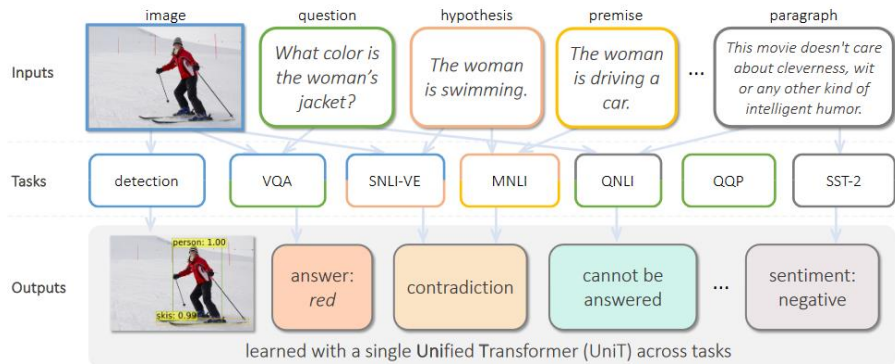 image question hypothesis premise paragraph
Inputs
What color is
the woman's
jacket?
The woman
is swimming.
The woman
is driving a
car.
...
This movie doesn't care
about cleverness, wit
or any other kind of
intelligent humor.
Tasks
detection VQA SNLI-VE MNLI QNLI QQP SST-2
Outputs
person: 1.00
skis: 0.99
answer:
red
contradiction
cannot be
answered
...
sentiment:
negative
learned with a single Unified Transformer (UniT) across tasks